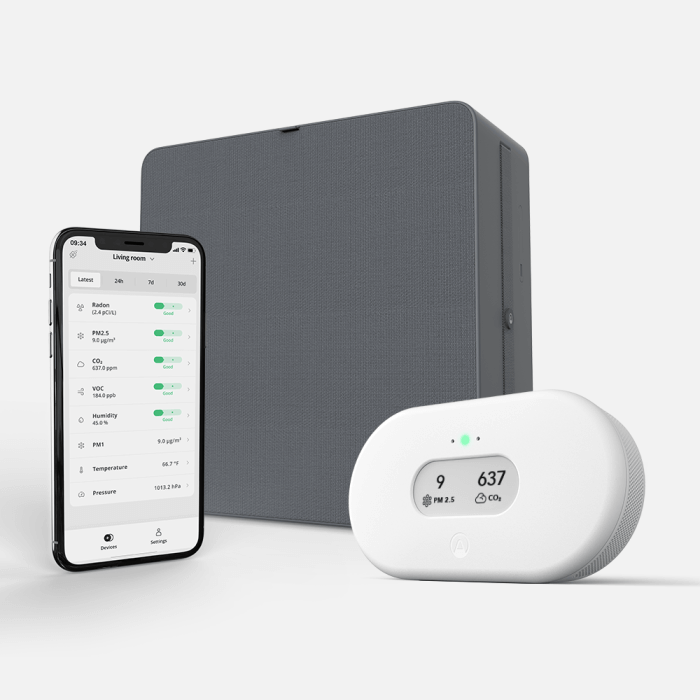 09:34
Living room
Latest 24h 7d 30d
Radon
(2.4 pCi/L)
Good
PM2.5
9.0 µg/m³
Good
CO₂
637.0 ppm
Good
VOC
184.0 ppb
Good
Humidity
45.0 %
Good
PM1 9.0 µg/m³
Temperature 66.7 °F
Pressure 1013.2 hPa
Devices Settings
9 637
PM 2.5 CO₂